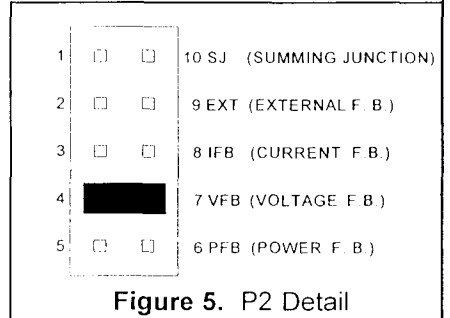 1 10 SJ (SUMMING JUNCTION)
2 9 EXT (EXTERNAL F. B.)
3 8 IFB (CURRENT F.B.)
4 7 VFB (VOLTAGE F.B.)
5 6 PFB (POWER F. B.)
Figure 5. P2 Detail